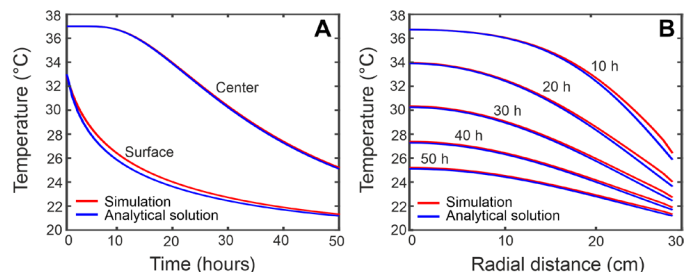 A
Temperature (°C)
38
36
34
32
30
28
26
24
22
20
Center
Surface
Simulation
Analytical solution
0
10
20
30
40
50
Time (hours)
B
Temperature (°C)
38
36
34
32
30
28
26
24
22
20
10 h
20 h
30 h
40 h
50 h
Simulation
Analytical solution
0
10
20
30
Radial distance (cm)